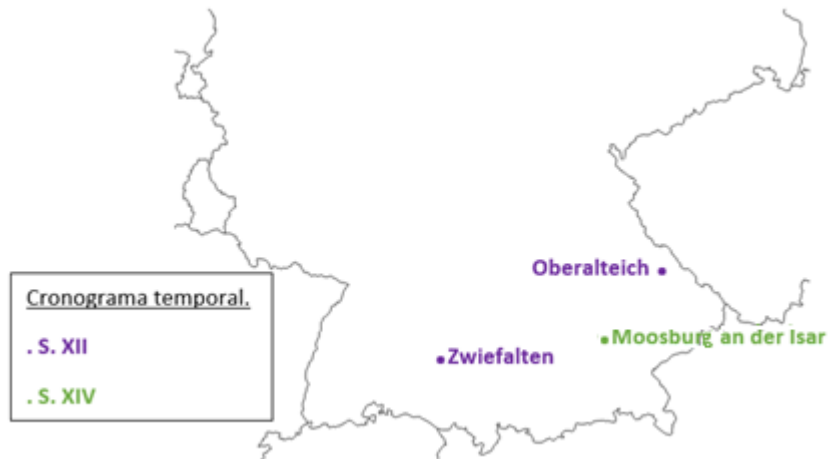 Oberalteich
Cronograma temporal.
. S. XII
Moosburg an der Isar
Zwiefalten
. S. XIV